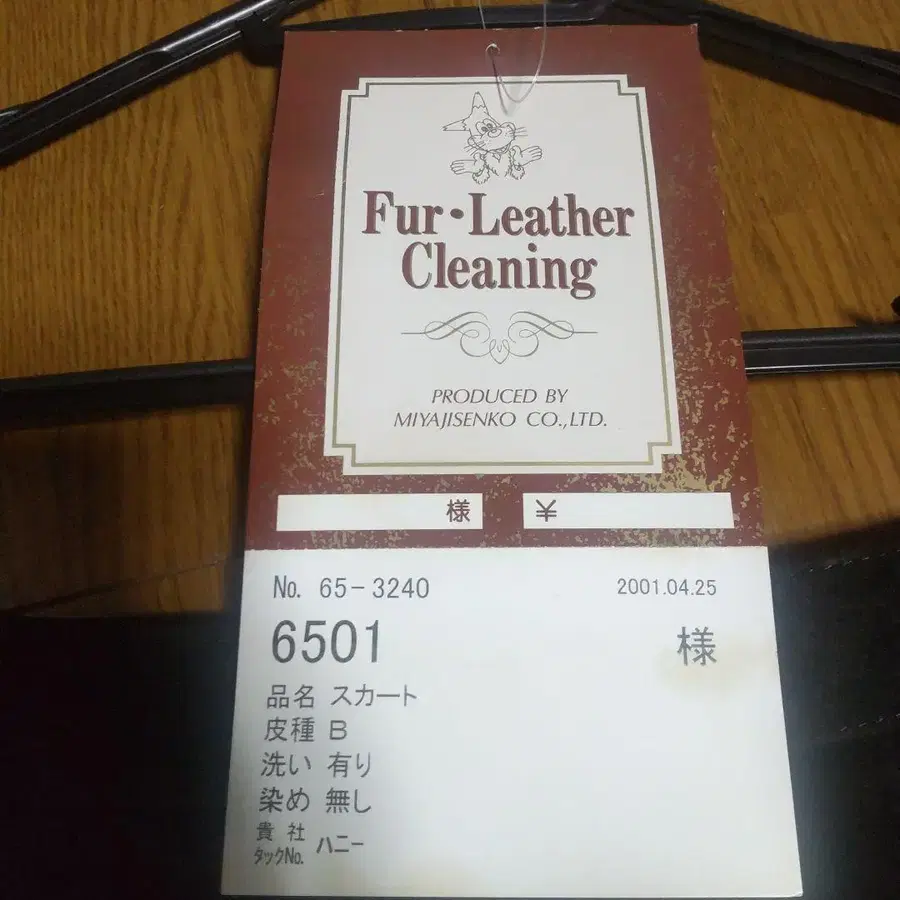 Fur・Leather
Cleaning
PRODUCED BY
MIYAJISENKO CO.,LTD.
様 ¥
No. 65-3240 2001.04.25
6501 様
品名 スカート
皮種 B
洗い 有り
染め 無し
貴社
タックNo. ハニー